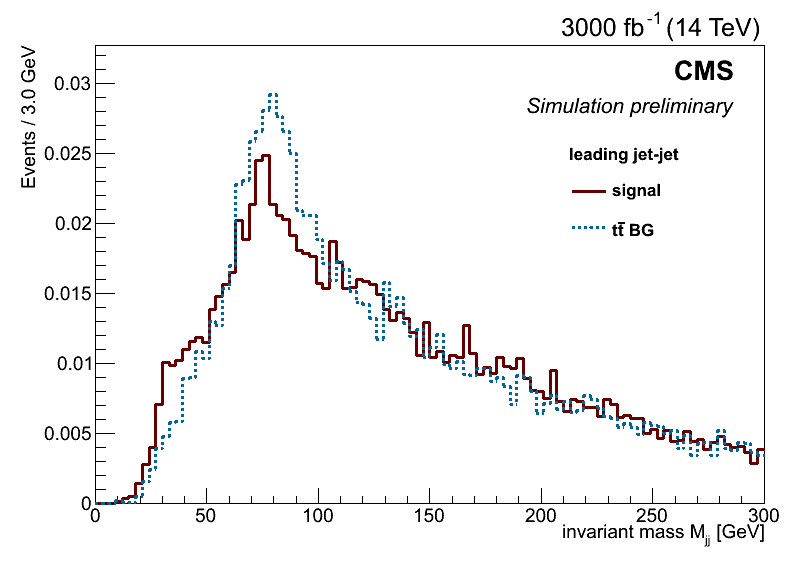 3000 fb⁻¹ (14 TeV)
CMS
Simulation preliminary
leading jet-jet
signal
tt̄ BG
Events / 3.0 GeV
0.03
0.025
0.02
0.015
0.01
0.005
0
0 50 100 150 200 250 300
invariant mass Mjj [GeV]